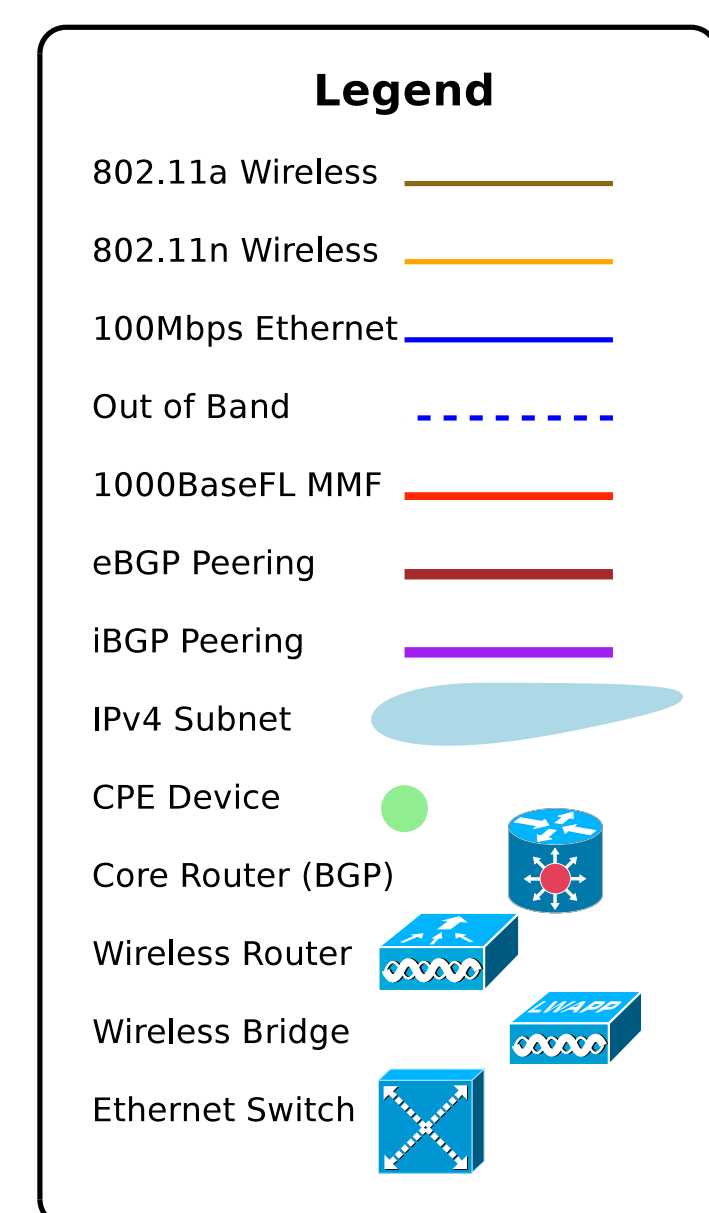 Legend
802.11a Wireless
802.11n Wireless
100Mbps Ethernet
Out of Band
1000BaseFL MMF
eBGP Peering
iBGP Peering
IPv4 Subnet
CPE Device
Core Router (BGP)
Wireless Router
Wireless Bridge
LWAPP
Ethernet Switch